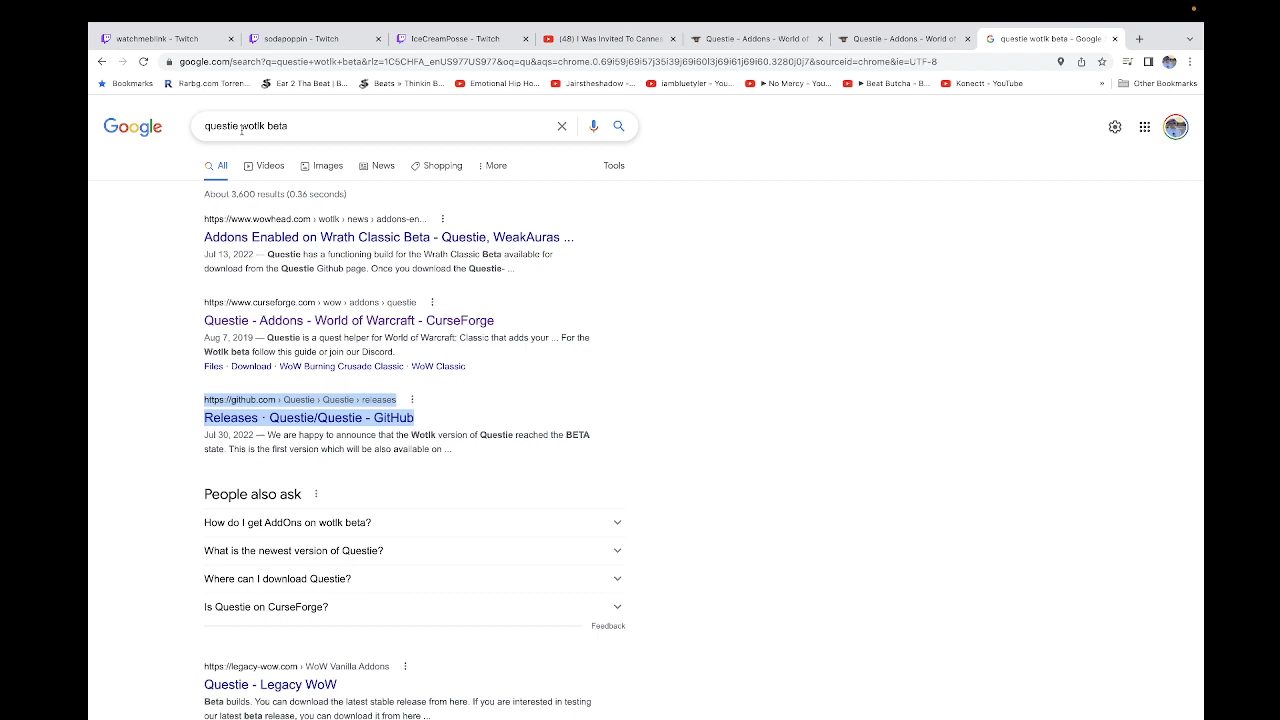 watchmeblink - Twitch
sodapoppin - Twitch
IceCreamPosse - Twitch
(48) I Was Invited To Cannes
Questie - Addons - World of
Questie - Addons - World of
questie wotlk beta - Google
google.com/search?q=questie+wotlk+beta&rlz=1C5CHFA_enUS977US977&oq=qu&aqs=chrome.0.69i59j69i57j35i39j69i60l3j69i61j69i60.3280j0j7&sourceid=chrome&ie=UTF-8
Bookmarks
Rarbg.com Torren...
Ear 2 Tha Beat | B...
Beats » Thinkin B...
Emotional Hip Ho...
Jairstheshadow -...
iambluetyler - You...
► No Mercy - You...
► Beat Butcha - B...
Konectt - YouTube
»
Other Bookmarks
Google
questie wotlk beta
All
Videos
Images
News
Shopping
More
Tools
About 3,600 results (0.36 seconds)
https://www.wowhead.com › wotlk › news › addons-en...
Addons Enabled on Wrath Classic Beta - Questie, WeakAuras ...
Jul 13, 2022 — Questie has a functioning build for the Wrath Classic Beta available for
download from the Questie Github page. Once you download the Questie- ...
https://www.curseforge.com › wow › addons › questie
Questie - Addons - World of Warcraft - CurseForge
Aug 7, 2019 — Questie is a quest helper for World of Warcraft: Classic that adds your ... For the
Wotlk beta follow this guide or join our Discord.
Files · Download · WoW Burning Crusade Classic · WoW Classic
https://github.com › Questie › Questie › releases
Releases · Questie/Questie - GitHub
Jul 30, 2022 — We are happy to announce that the Wotlk version of Questie reached the BETA
state. This is the first version which will be also available on ...
People also ask
How do I get AddOns on wotlk beta?
What is the newest version of Questie?
Where can I download Questie?
Is Questie on CurseForge?
Feedback
https://legacy-wow.com › WoW Vanilla Addons
Questie - Legacy WoW
Beta builds. You can download the latest stable release from here. If you are interested in testing
our latest beta release, you can download it from here ...